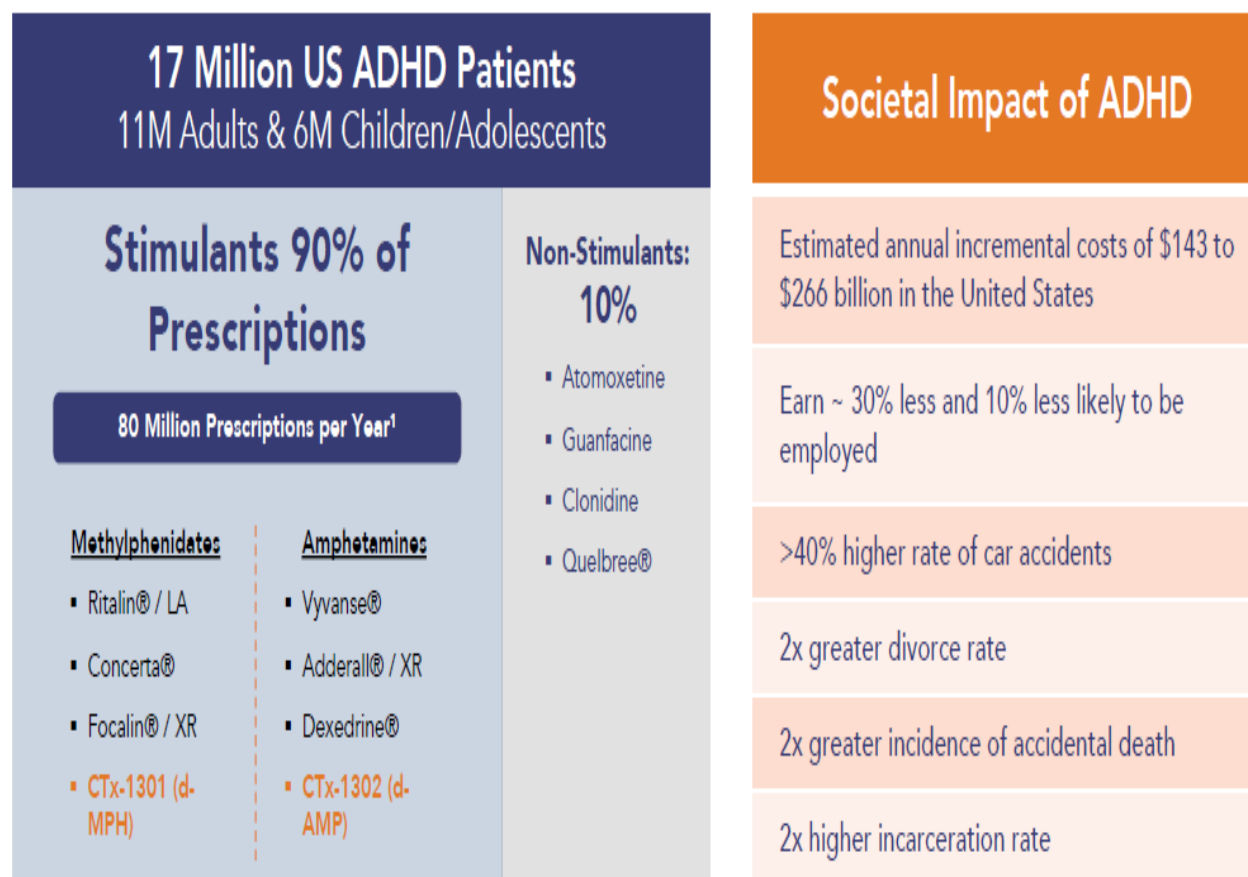 17 Million US ADHD Patients
11M Adults & 6M Children/Adolescents
Stimulants 90% of
Prescriptions
80 Million Prescriptions per Year¹
Methylphenidates
▪ Ritalin® / LA
▪ Concerta®
▪ Focalin® / XR
▪ CTx-1301 (d-
MPH)
Amphetamines
▪ Vyvanse®
▪ Adderall® / XR
▪ Dexedrine®
▪ CTx-1302 (d-
AMP)
Non-Stimulants:
10%
▪ Atomoxetine
▪ Guanfacine
▪ Clonidine
▪ Quelbree®
Societal Impact of ADHD
Estimated annual incremental costs of $143 to
$266 billion in the United States
Earn ~ 30% less and 10% less likely to be
employed
>40% higher rate of car accidents
2x greater divorce rate
2x greater incidence of accidental death
2x higher incarceration rate